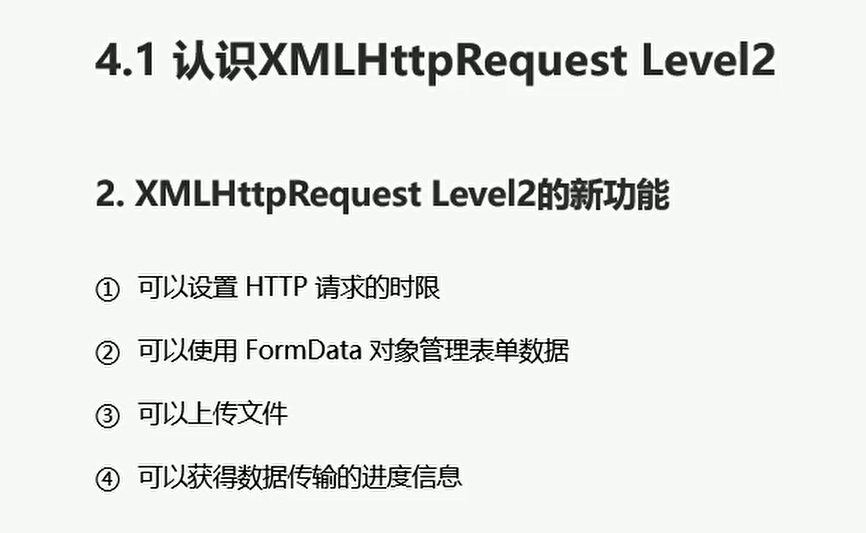 4.1 认识XMLHttpRequest Level2
2. XMLHttpRequest Level2的新功能
① 可以设置 HTTP 请求的时限
② 可以使用 FormData 对象管理表单数据
③ 可以上传文件
④ 可以获得数据传输的进度信息